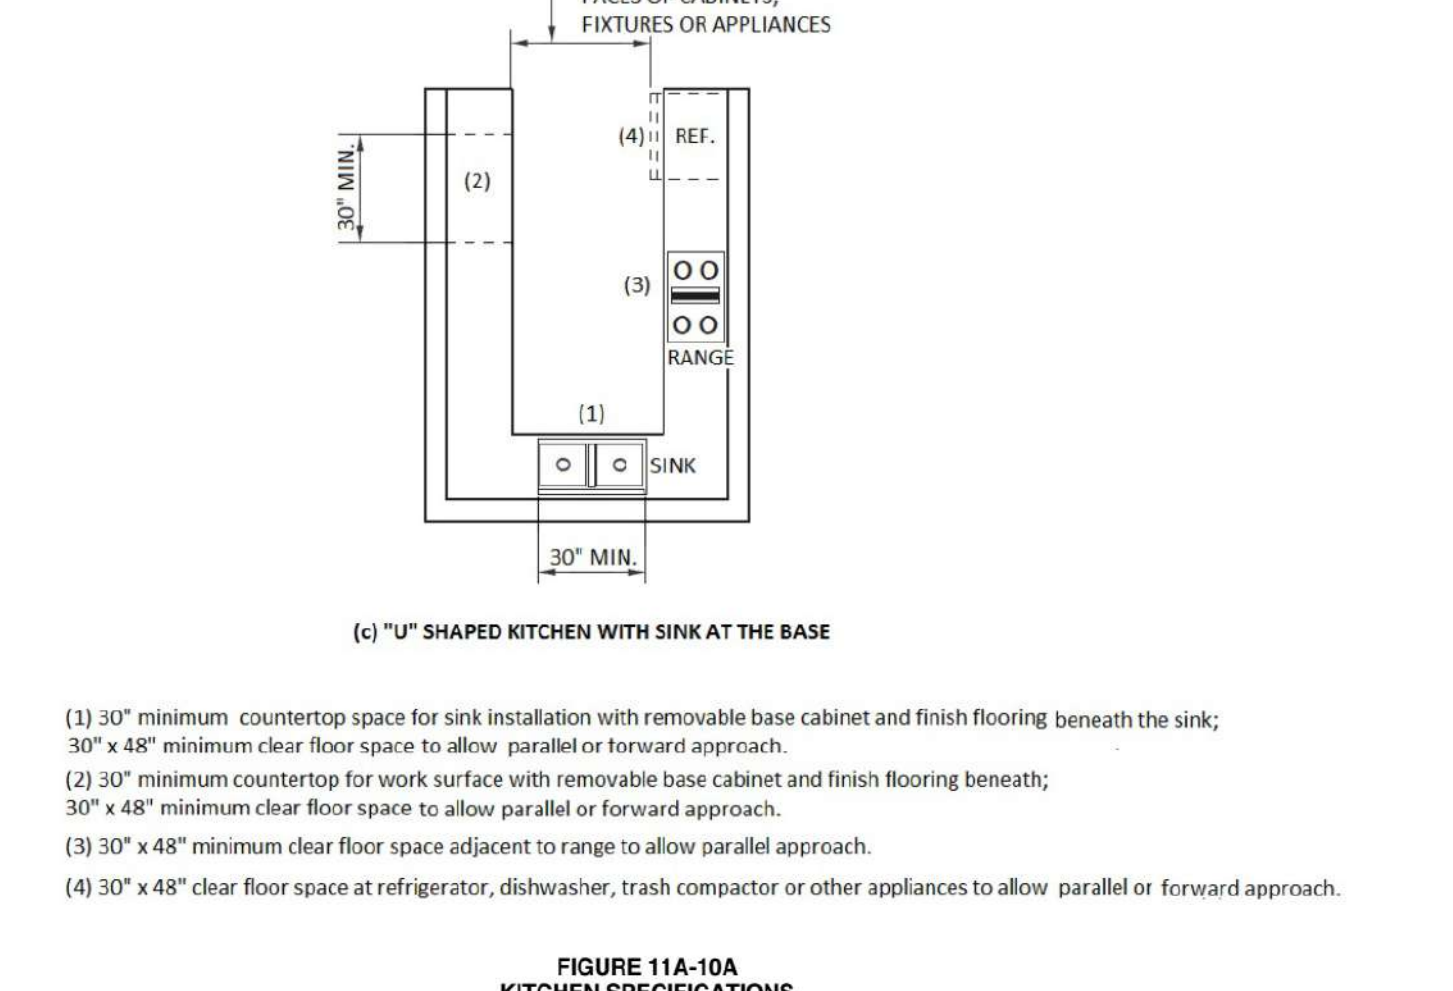 FACES OF CABINETS,
FIXTURES OR APPLIANCES
(4)
REF.
30" MIN.
(2)
(3)
RANGE
(1)
SINK
30" MIN.
(c) "U" SHAPED KITCHEN WITH SINK AT THE BASE
(1) 30" minimum countertop space for sink installation with removable base cabinet and finish flooring beneath the sink;
30" x 48" minimum clear floor space to allow parallel or forward approach.
(2) 30" minimum countertop for work surface with removable base cabinet and finish flooring beneath;
30" x 48" minimum clear floor space to allow parallel or forward approach.
(3) 30" x 48" minimum clear floor space adjacent to range to allow parallel approach.
(4) 30" x 48" clear floor space at refrigerator, dishwasher, trash compactor or other appliances to allow parallel or forward approach.
FIGURE 11A-10A
KITCHEN SPECIFICATIONS